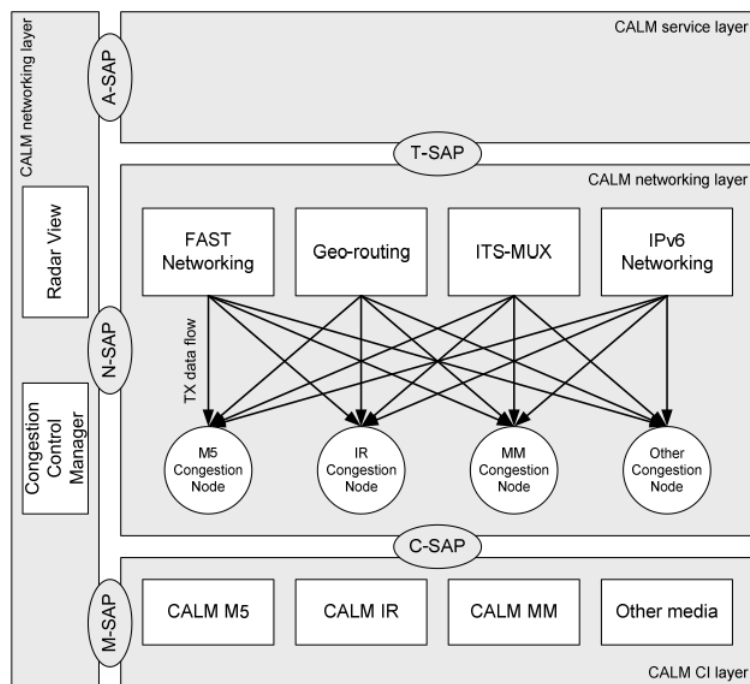 CALM networking layer
Radar View
Congestion
Control
Manager
A-SAP
N-SAP
M-SAP
CALM service layer
T-SAP
CALM networking layer
FAST
Networking
Geo-routing
ITS-MUX
IPv6
Networking
TX data flow
M5
Congestion
Node
IR
Congestion
Node
MM
Congestion
Node
Other
Congestion
Node
C-SAP
CALM M5
CALM IR
CALM MM
Other media
CALM CI layer